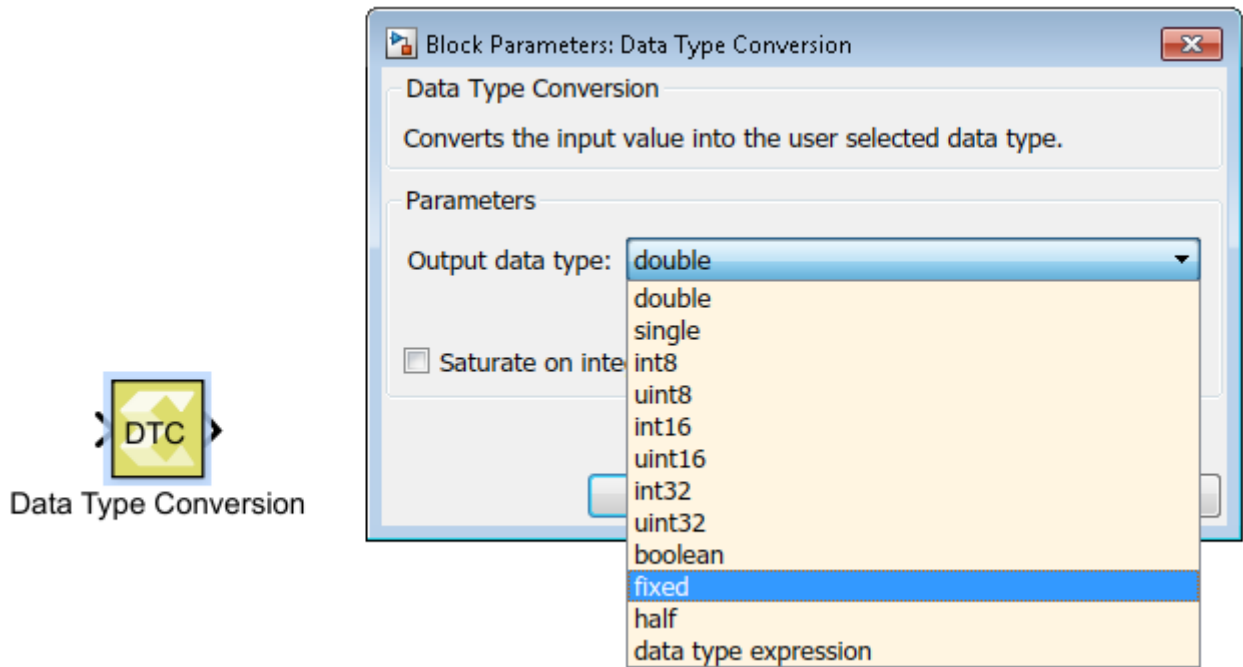 Block Parameters: Data Type Conversion
Data Type Conversion
Converts the input value into the user selected data type.
Parameters
Output data type: double
double
single
Saturate on inte
int8
uint8
int16
uint16
int32
uint32
boolean
fixed
half
data type expression
DTC
Data Type Conversion